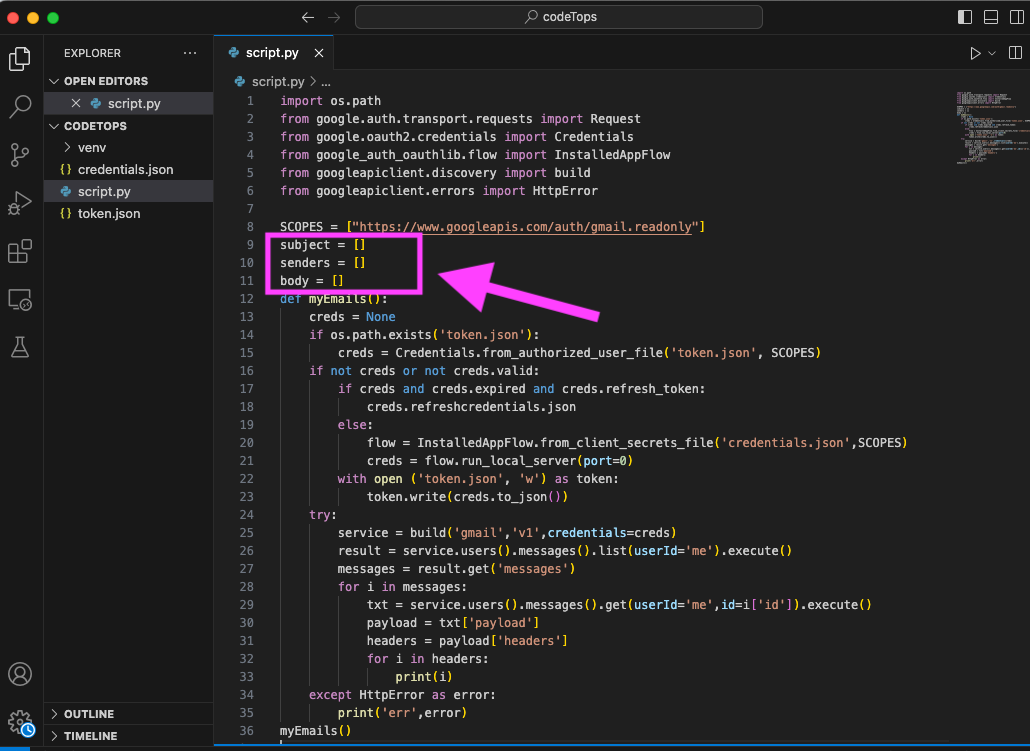 codeTops
EXPLORER
OPEN EDITORS
script.py
CODETOPS
venv
{} credentials.json
script.py
{} token.json
OUTLINE
TIMELINE
script.py
script.py > ...
1 import os.path
2 from google.auth.transport.requests import Request
3 from google.oauth2.credentials import Credentials
4 from google_auth_oauthlib.flow import InstalledAppFlow
5 from googleapiclient.discovery import build
6 from googleapiclient.errors import HttpError
7
8 SCOPES = ["https://www.googleapis.com/auth/gmail.readonly"]
9 subject = []
10 senders = []
11 body = []
12 def myEmails():
13 creds = None
14 if os.path.exists('token.json'):
15 creds = Credentials.from_authorized_user_file('token.json', SCOPES)
16 if not creds or not creds.valid:
17 if creds and creds.expired and creds.refresh_token:
18 creds.refreshcredentials.json
19 else:
20 flow = InstalledAppFlow.from_client_secrets_file('credentials.json',SCOPES)
21 creds = flow.run_local_server(port=0)
22 with open ('token.json', 'w') as token:
23 token.write(creds.to_json())
24 try:
25 service = build('gmail','v1',credentials=creds)
26 result = service.users().messages().list(userId='me').execute()
27 messages = result.get('messages')
28 for i in messages:
29 txt = service.users().messages().get(userId='me',id=i['id']).execute()
30 payload = txt['payload']
31 headers = payload['headers']
32 for i in headers:
33 print(i)
34 except HttpError as error:
35 print('err',error)
36 myEmails()